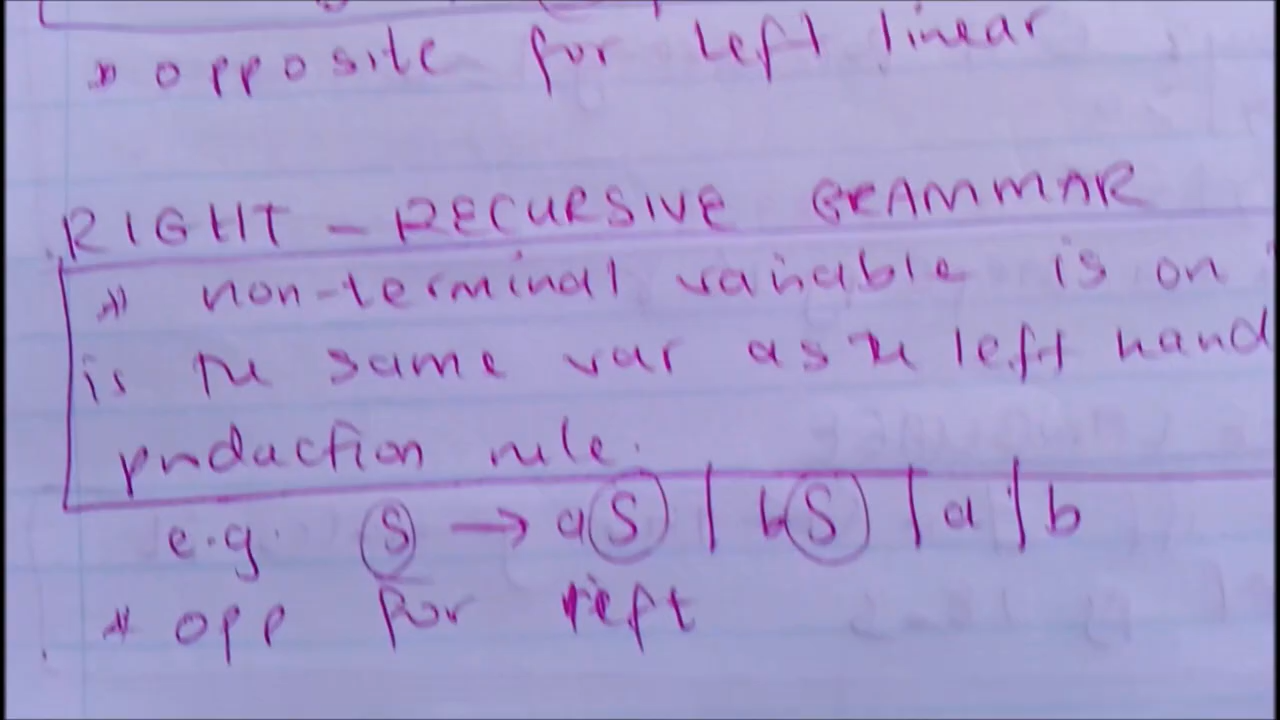 opposite for left linear
RIGHT - RECURSIVE GRAMMAR
non-terminal variable is on
is the same var as the left hand
production rule.
e.g. S → aS | bS | a | b
opp for left